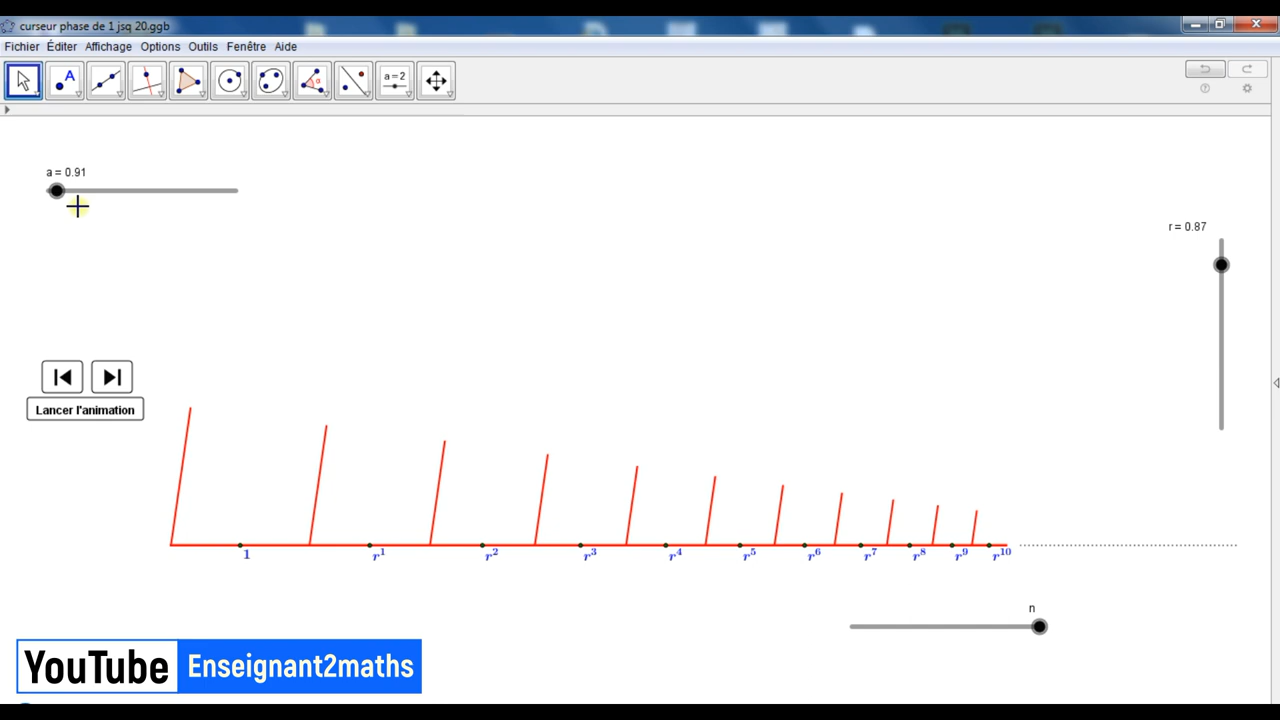 curseur phase de 1 jsq 20.ggb
Fichier Éditer Affichage Options Outils Fenêtre Aide
A
α
a=2
a = 0.91
r = 0.87
Lancer l'animation
1 r¹ r² r³ r⁴ r⁵ r⁶ r⁷ r⁸ r⁹ r¹⁰
n
YouTube Enseignant2maths